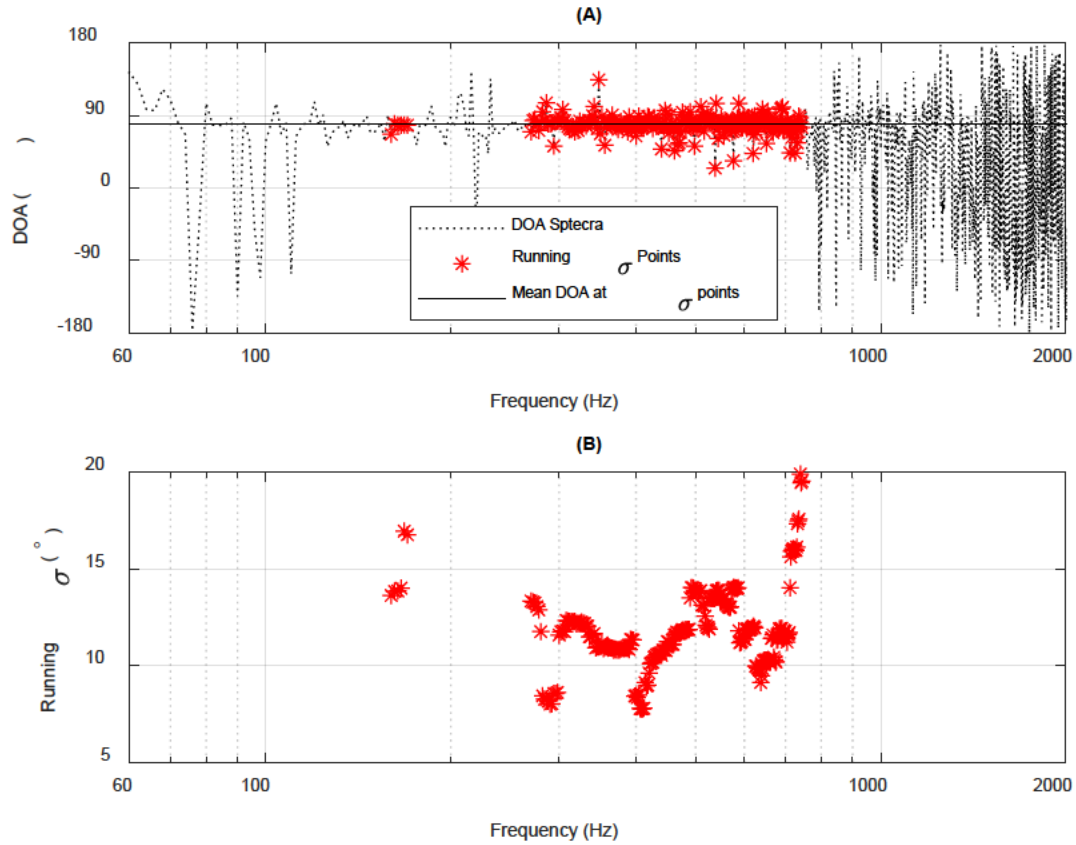 (A)
180
90
0
-90
-180
DOA ( )
DOA Sptecra
Running σ Points
Mean DOA at σ points
60
100
1000
2000
Frequency (Hz)
(B)
20
15
10
5
Running σ ( ° )
60
100
1000
2000
Frequency (Hz)